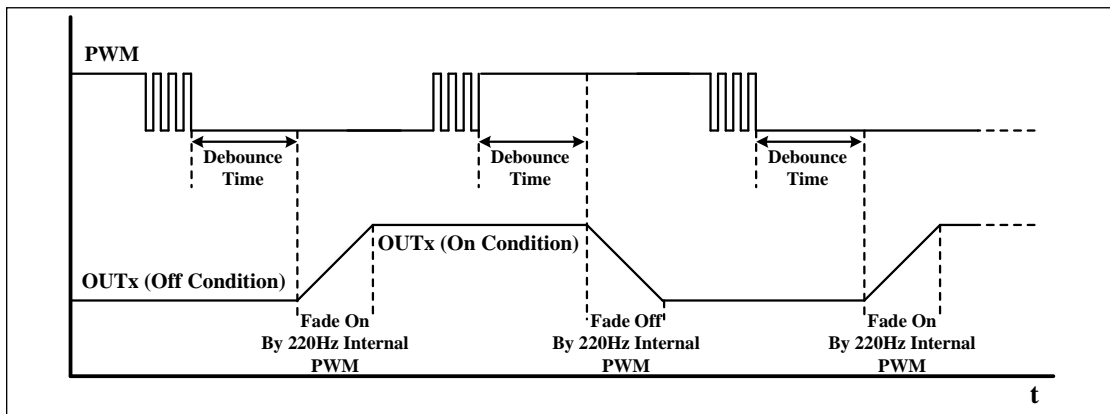 PWM
Debounce
Time
Debounce
Time
Debounce
Time
OUTx (Off Condition)
OUTx (On Condition)
Fade On
By 220Hz Internal
PWM
Fade Off
By 220Hz Internal
PWM
Fade On
By 220Hz Internal
PWM
t